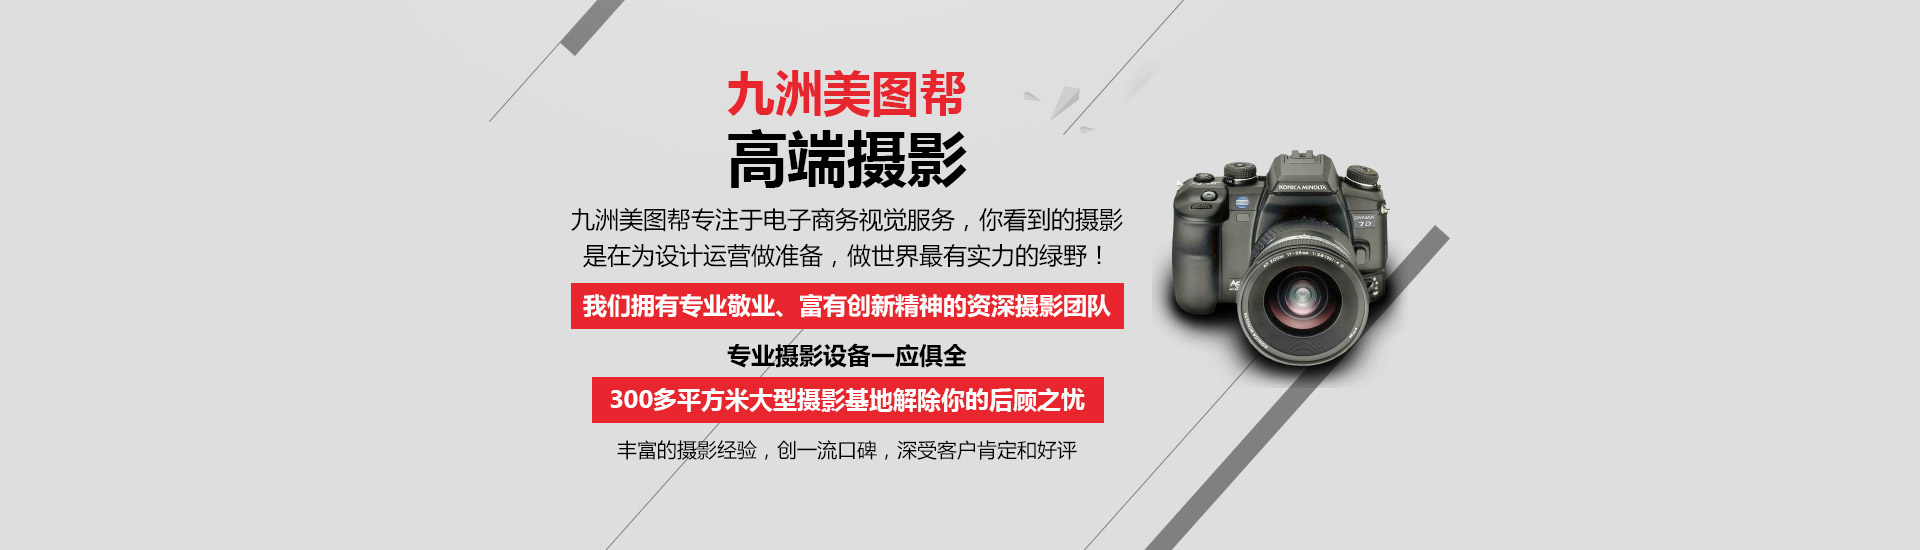 九洲美图帮
高端摄影
九洲美图帮专注于电子商务视觉服务，你看到的摄影
是在为设计运营做准备，做世界最有实力的绿野！
我们拥有专业敬业、富有创新精神的资深摄影团队
专业摄影设备一应俱全
300多平方米大型摄影基地解除你的后顾之忧
丰富的摄影经验，创一流口碑，深受客户肯定和好评
KONICA MINOLTA
DYNAX
7D